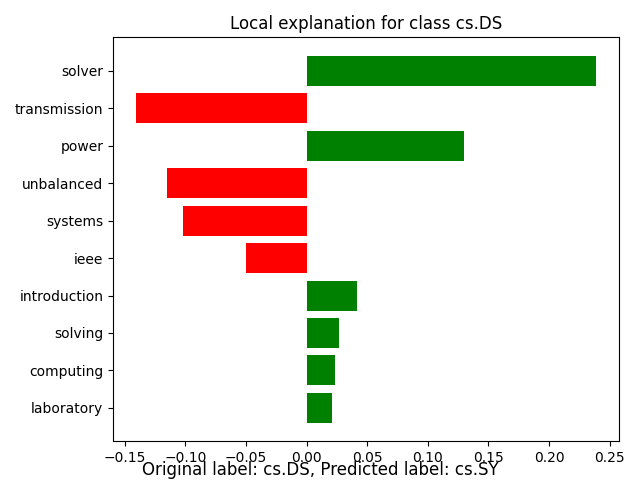 Local explanation for class cs.DS
solver
transmission
power
unbalanced
systems
ieee
introduction
solving
computing
laboratory
−0.15 −0.10 −0.05 0.00 0.05 0.10 0.15 0.20 0.25
Original label: cs.DS, Predicted label: cs.SY